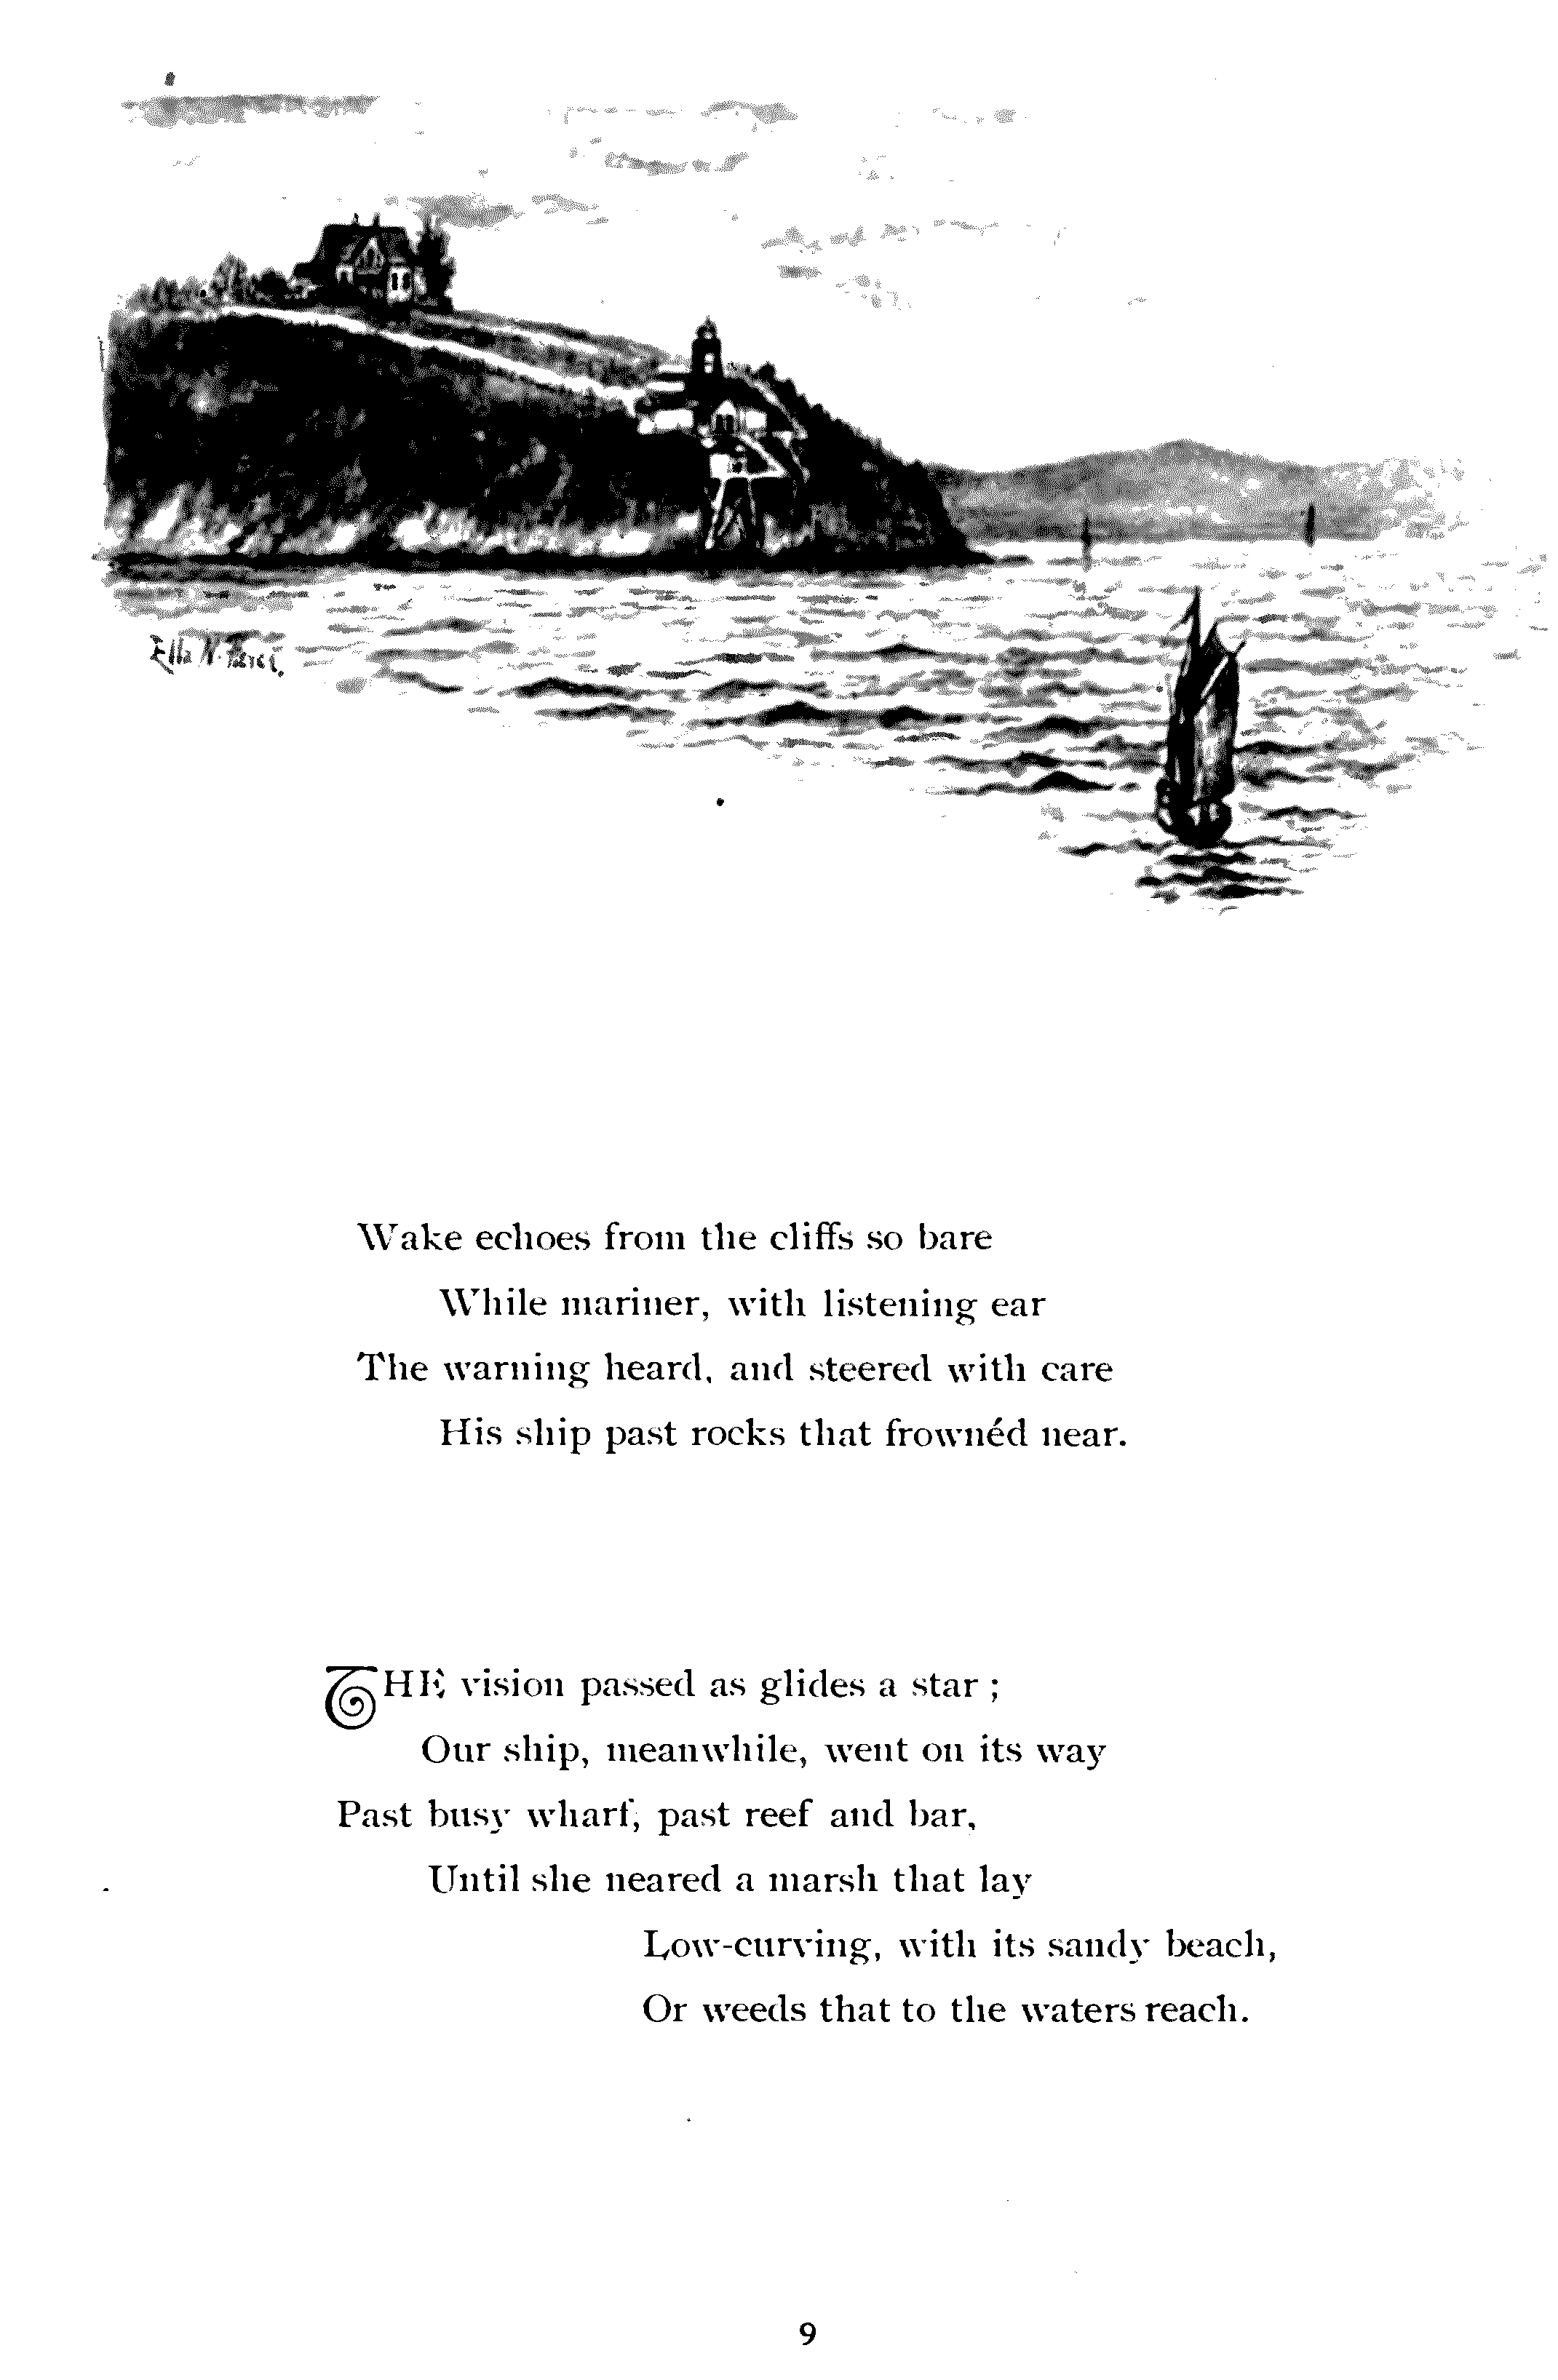 Ella N. Pierce.
Wake echoes from the cliffs so bare
While mariner, with listening ear
The warning heard, and steered with care
His ship past rocks that frownéd near.
THE vision passed as glides a star ;
Our ship, meanwhile, went on its way
Past busy wharf, past reef and bar,
Until she neared a marsh that lay
Low-curving, with its sandy beach,
Or weeds that to the waters reach.
9